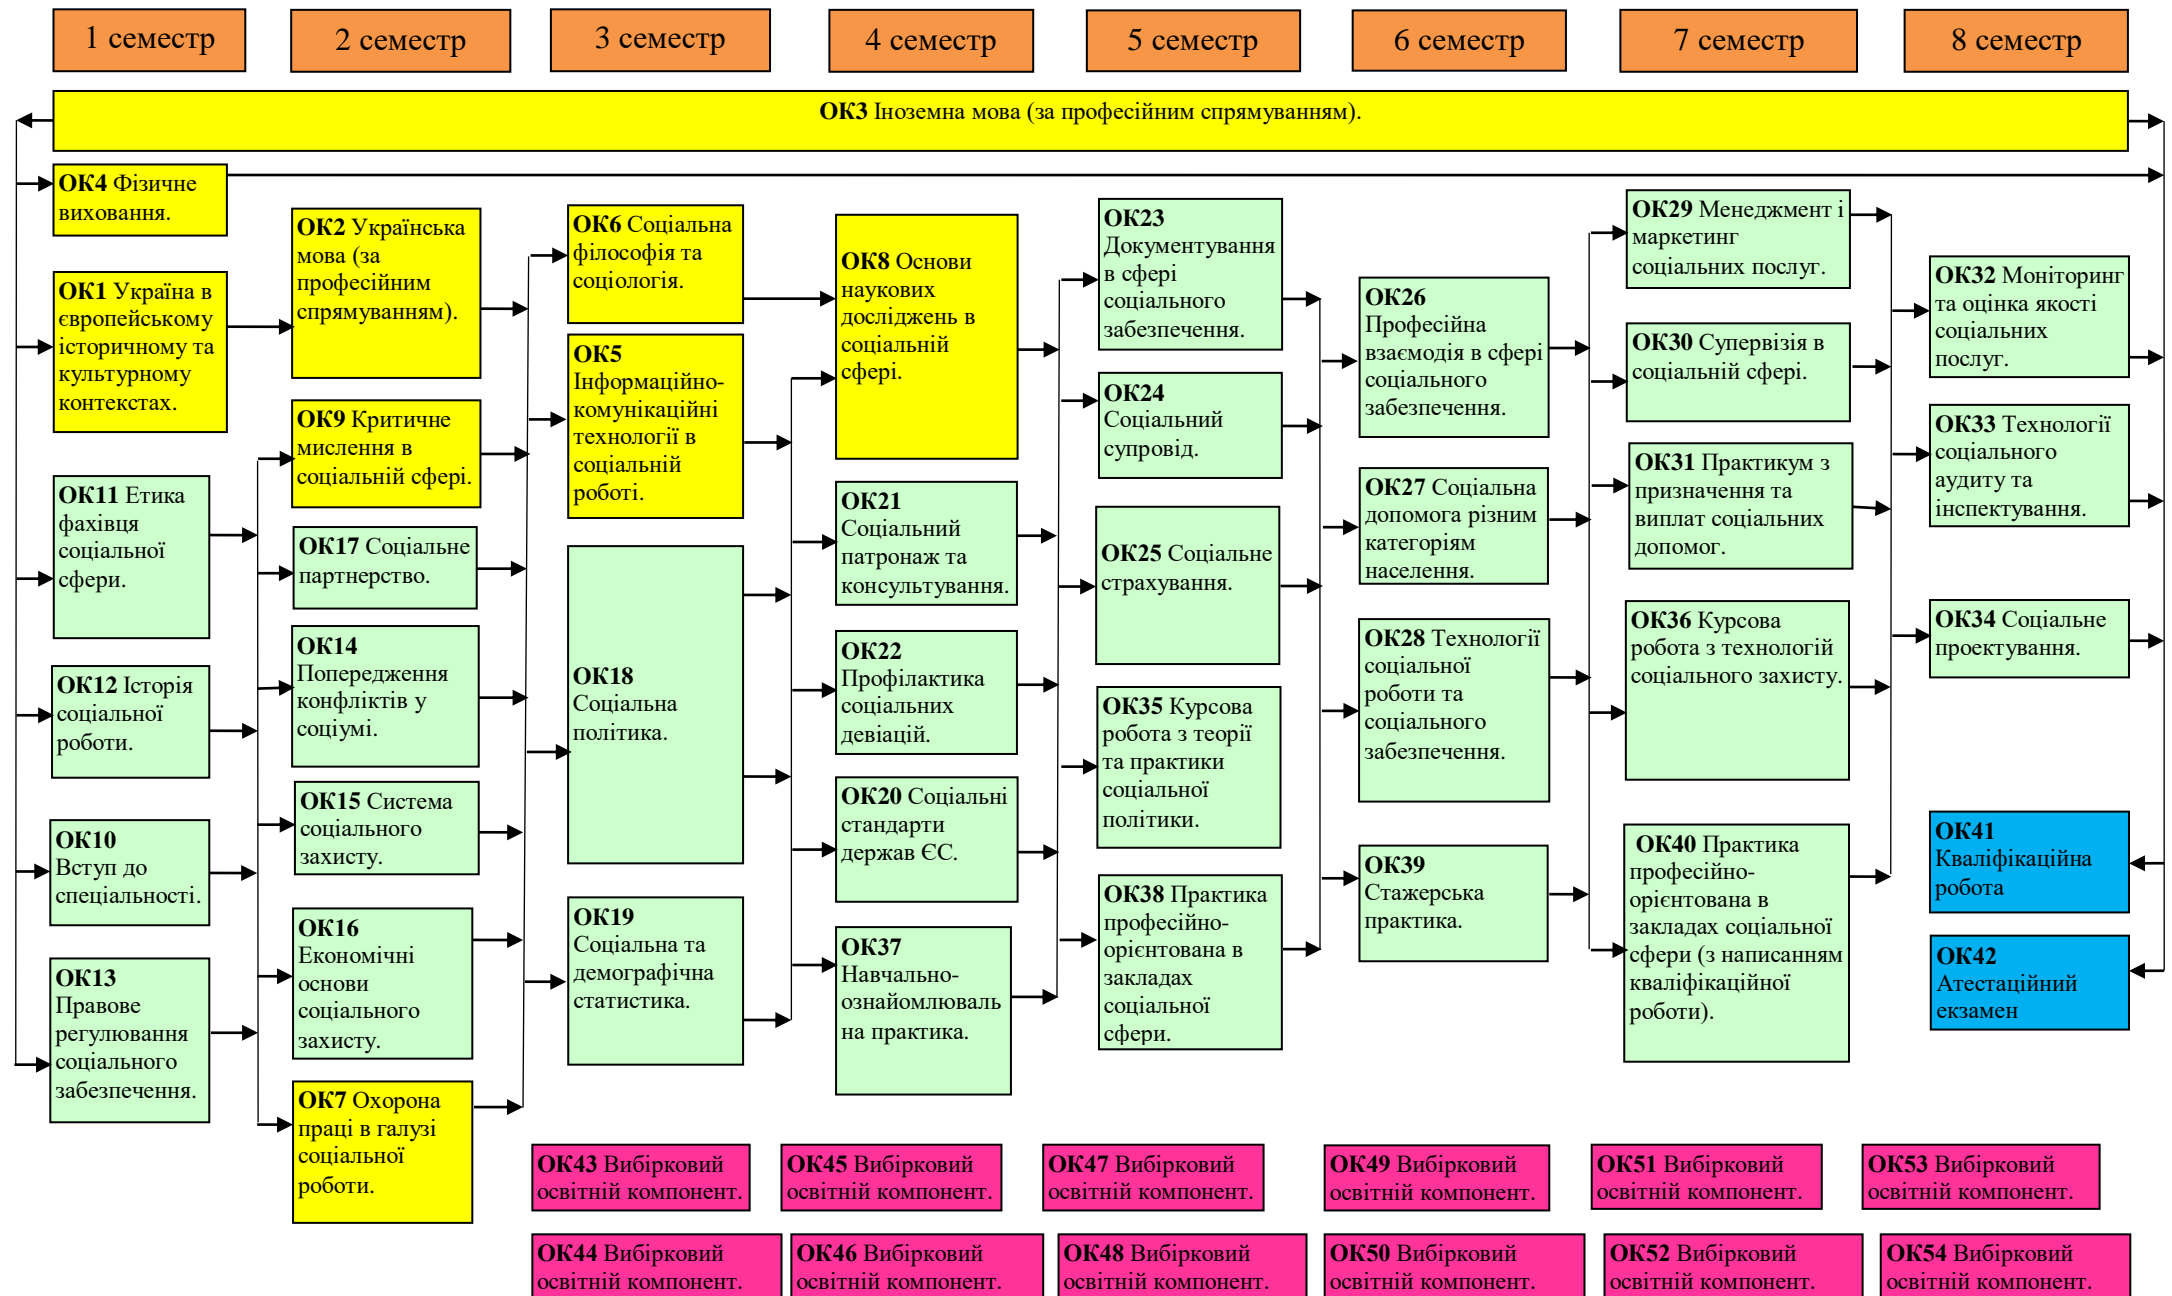 1 семестр
2 семестр
3 семестр
4 семестр
5 семестр
6 семестр
7 семестр
8 семестр
ОК3 Іноземна мова (за професійним спрямуванням).
ОК4 Фізичне
виховання.
ОК1 Україна в
європейському
історичному та
культурному
контекстах.
ОК11 Етика
фахівця
соціальної
сфери.
ОК12 Історія
соціальної
роботи.
ОК10
Вступ до
спеціальності.
ОК13
Правове
регулювання
соціального
забезпечення.
ОК2 Українська
мова (за
професійним
спрямуванням).
ОК9 Критичне
мислення в
соціальній сфері.
ОК17 Соціальне
партнерство.
ОК14
Попередження
конфліктів у
соціумі.
ОК15 Система
соціального
захисту.
ОК16
Економічні
основи
соціального
захисту.
ОК7 Охорона
праці в галузі
соціальної
роботи.
ОК6 Соціальна
філософія та
соціологія.
ОК5
Інформаційно-
комунікаційні
технології в
соціальній
роботі.
ОК18
Соціальна
політика.
ОК19
Соціальна та
демографічна
статистика.
ОК8 Основи
наукових
досліджень в
соціальній
сфері.
ОК21
Соціальний
патронаж та
консультування.
ОК22
Профілактика
соціальних
девіацій.
ОК20 Соціальні
стандарти
держав ЄС.
ОК37
Навчально-
ознайомлюваль
на практика.
ОК23
Документування
в сфері
соціального
забезпечення.
ОК24
Соціальний
супровід.
ОК25 Соціальне
страхування.
ОК35 Курсова
робота з теорії
та практики
соціальної
політики.
ОК38 Практика
професійно-
орієнтована в
закладах
соціальної
сфери.
ОК26
Професійна
взаємодія в сфері
соціального
забезпечення.
ОК27 Соціальна
допомога різним
категоріям
населення.
ОК28 Технології
соціальної
роботи та
соціального
забезпечення.
ОК39
Стажерська
практика.
ОК29 Менеджмент і
маркетинг
соціальних послуг.
ОК30 Супервізія в
соціальній сфері.
ОК31 Практикум з
призначення та
виплат соціальних
допомог.
ОК36 Курсова
робота з технологій
соціального захисту.
ОК40 Практика
професійно-
орієнтована в
закладах соціальної
сфери (з написанням
кваліфікаційної
роботи).
ОК32 Моніторинг
та оцінка якості
соціальних
послуг.
ОК33 Технології
соціального
аудиту та
інспектування.
ОК34 Соціальне
проектування.
ОК41
Кваліфікаційна
робота
ОК42
Атестаційний
екзамен
ОК43 Вибірковий
освітній компонент.
ОК45 Вибірковий
освітній компонент.
ОК47 Вибірковий
освітній компонент.
ОК49 Вибірковий
освітній компонент.
ОК51 Вибірковий
освітній компонент.
ОК53 Вибірковий
освітній компонент.
ОК44 Вибірковий
освітній компонент.
ОК46 Вибірковий
освітній компонент.
ОК48 Вибірковий
освітній компонент.
ОК50 Вибірковий
освітній компонент.
ОК52 Вибірковий
освітній компонент.
ОК54 Вибірковий
освітній компонент.